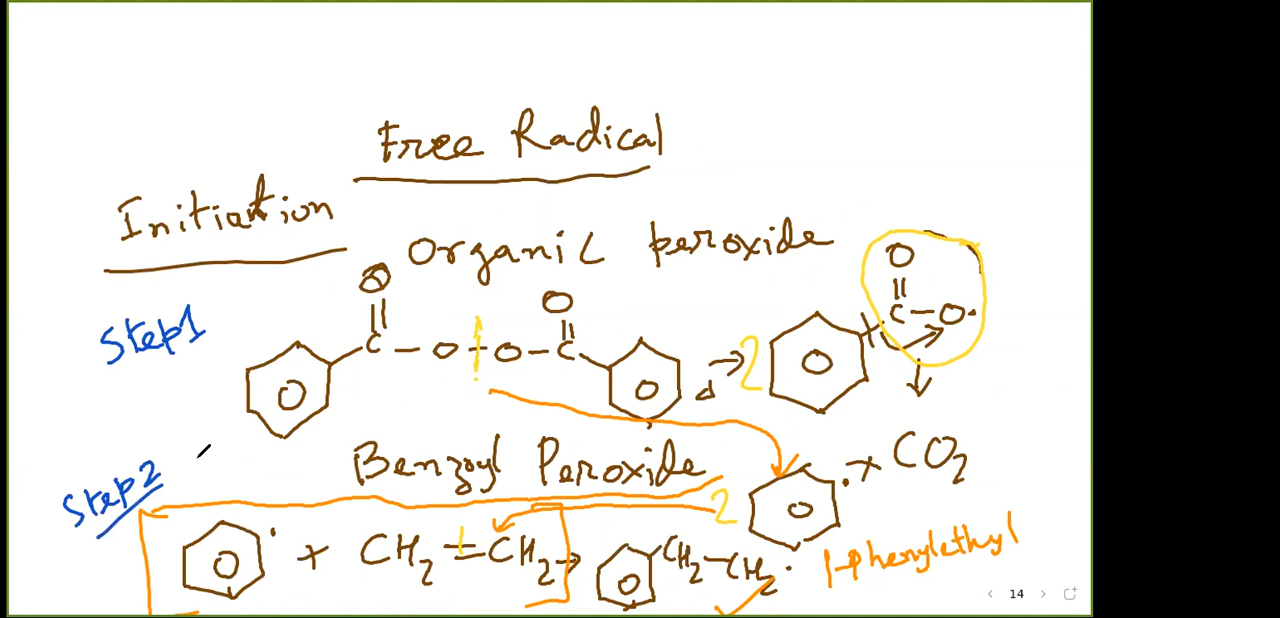 Free Radical
Initiation
Organic peroxide
Step1
O O O
C – O – O – C 2 C – O·
Benzoyl Peroxide 2 · + CO2
Step2
· + CH2 = CH2 → CH2–CH2· 1-phenylethyl
14